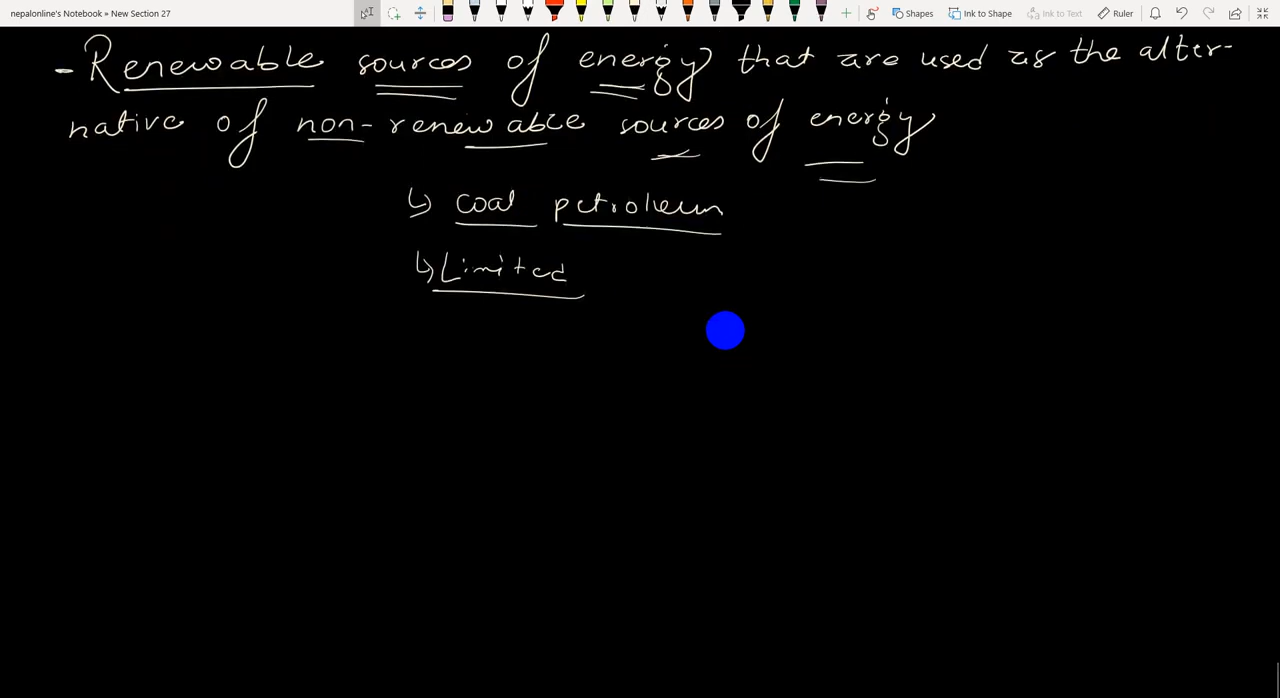 nepalonline's Notebook » New Section 27
Shapes Ink to Shape Ink to Text Ruler
- Renewable sources of energy that are used as the alter-
native of non-renewable sources of energy
↳ coal petroleum
↳ Limited